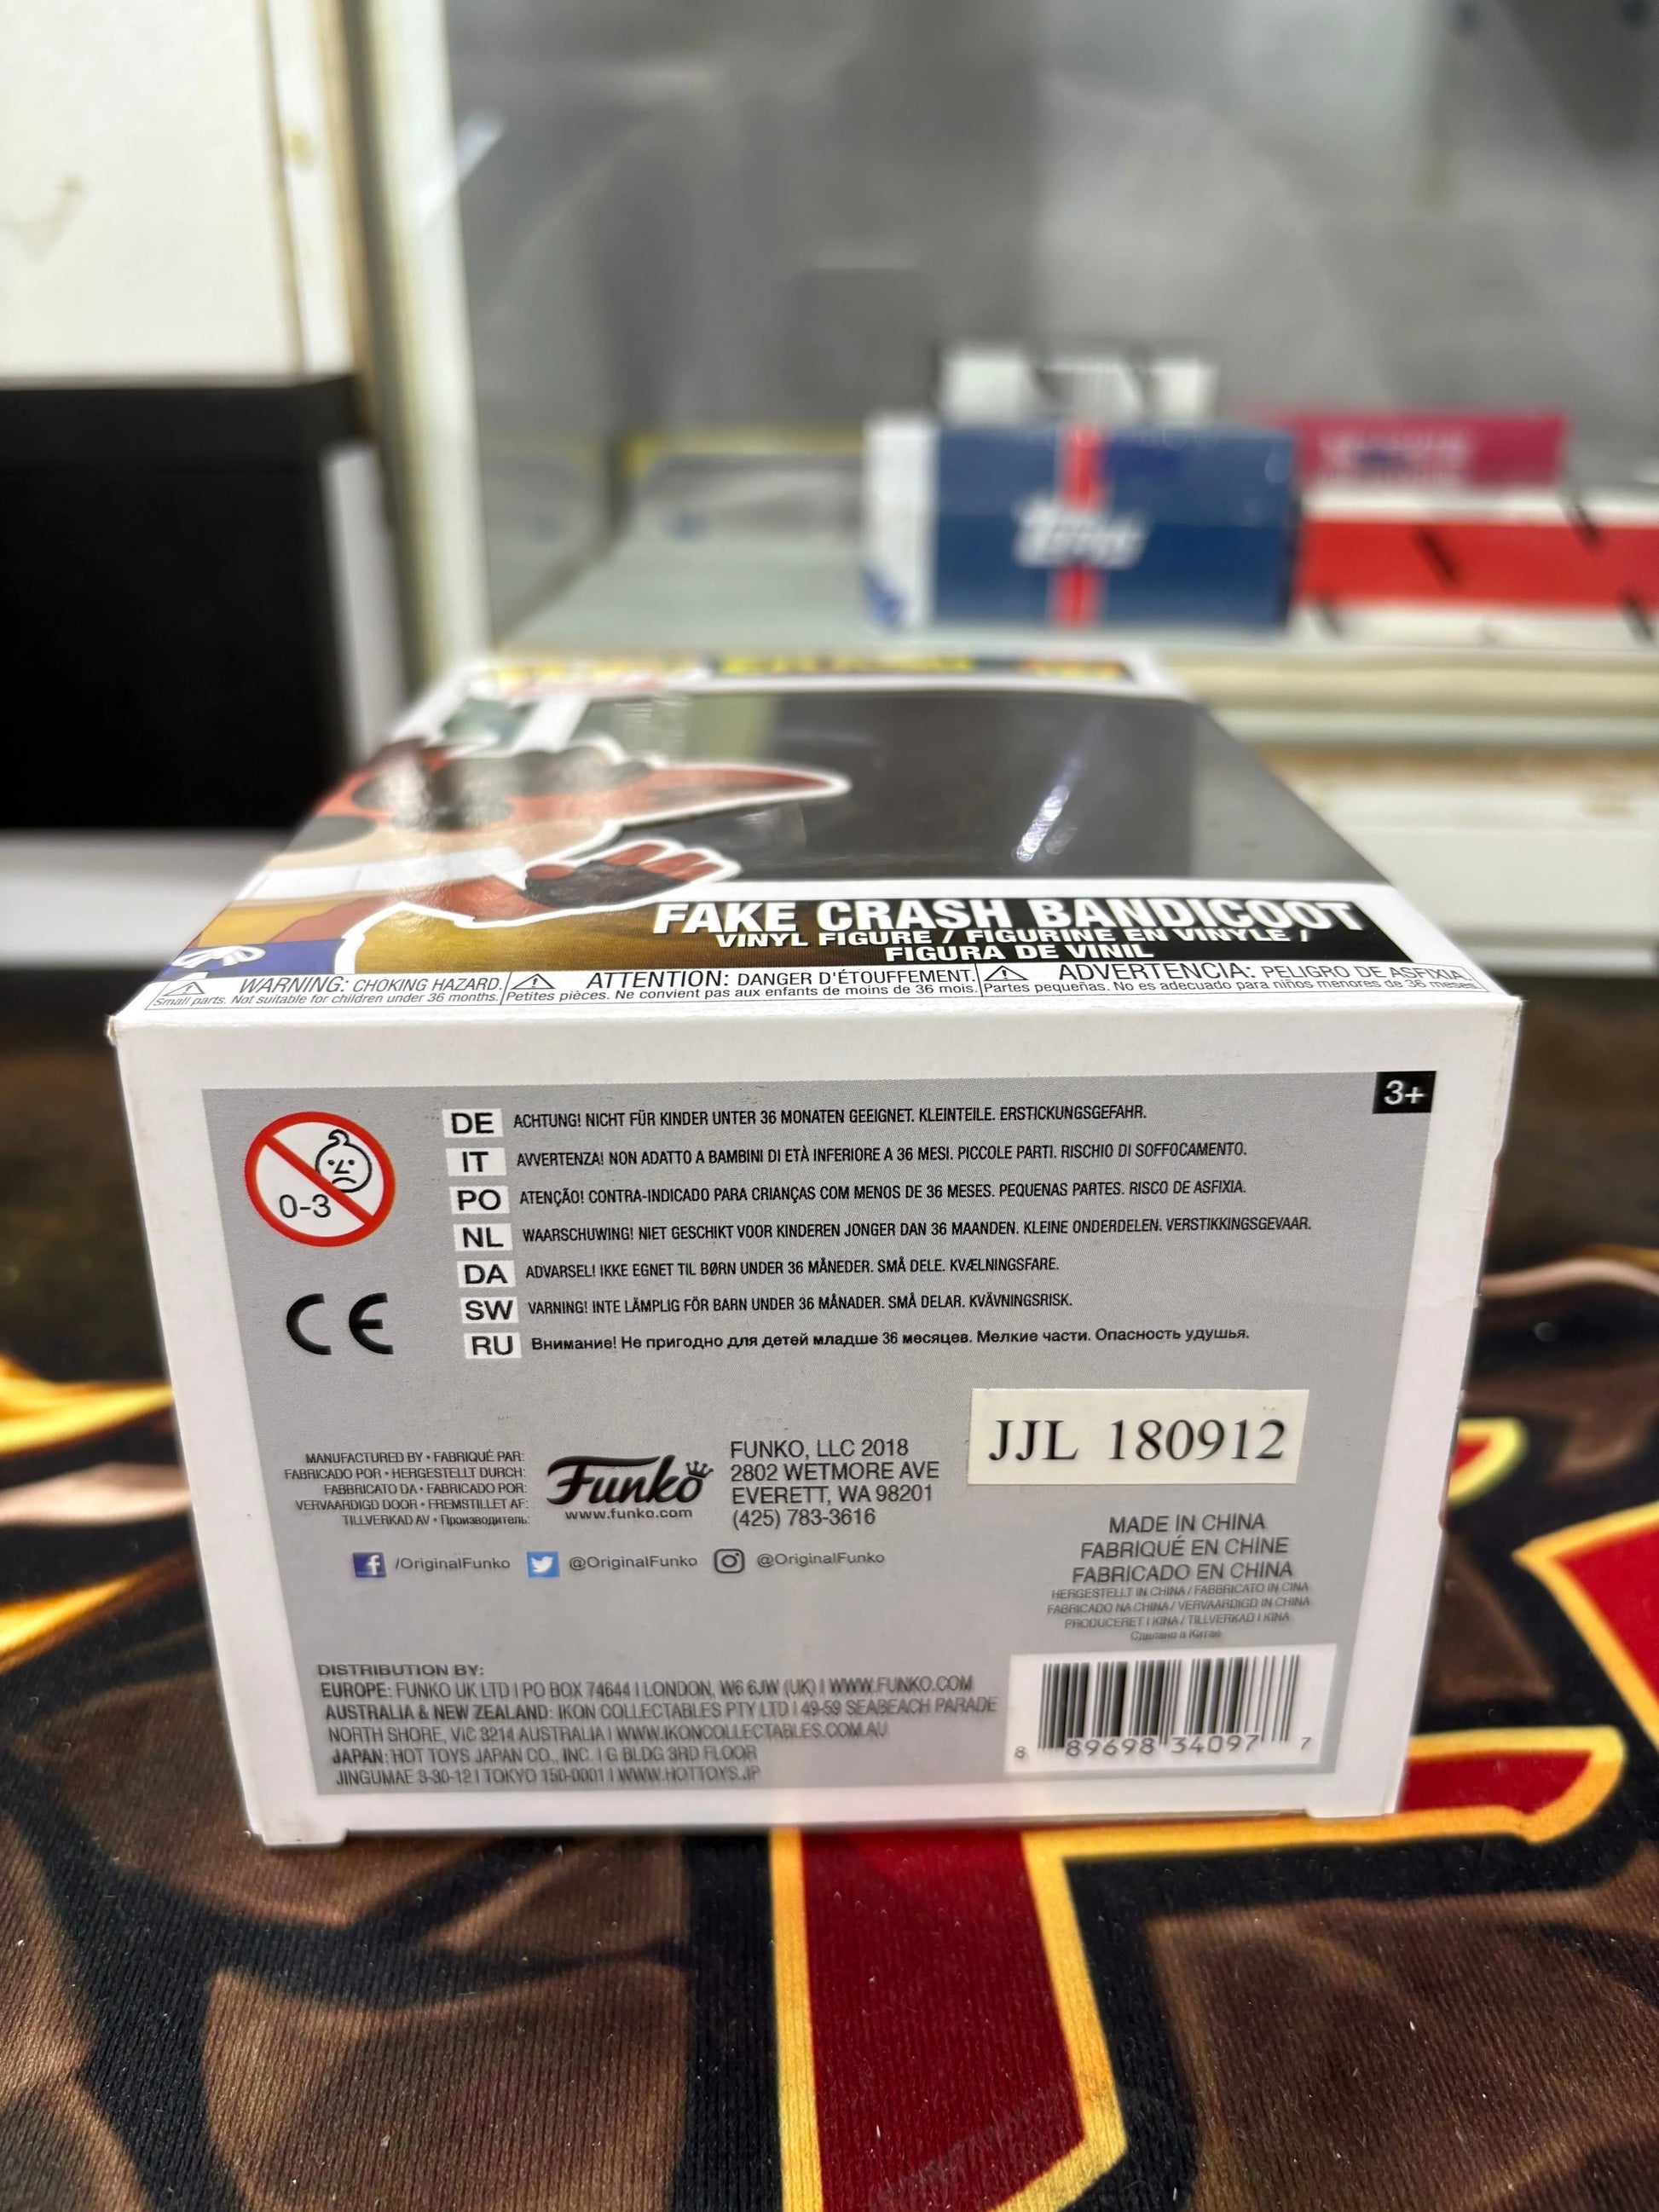 Topps
FAKE CRASH BANDICOOT
VINYL FIGURE / FIGURINE EN VINYLE /
FIGURA DE VINIL
WARNING: CHOKING HAZARD.
Small parts. Not suitable for children under 36 months.
ATTENTION: DANGER D'ÉTOUFFEMENT.
Petites pièces. Ne convient pas aux enfants de moins de 36 mois.
ADVERTENCIA: PELIGRO DE ASFIXIA.
Partes pequeñas. No es adecuado para niños menores de 36 meses.
3+
0-3
DE ACHTUNG! NICHT FÜR KINDER UNTER 36 MONATEN GEEIGNET. KLEINTEILE. ERSTICKUNGSGEFAHR.
IT AVVERTENZA! NON ADATTO A BAMBINI DI ETÀ INFERIORE A 36 MESI. PICCOLE PARTI. RISCHIO DI SOFFOCAMENTO.
PO ATENÇÃO! CONTRA-INDICADO PARA CRIANÇAS COM MENOS DE 36 MESES. PEQUENAS PARTES. RISCO DE ASFIXIA.
NL WAARSCHUWING! NIET GESCHIKT VOOR KINDEREN JONGER DAN 36 MAANDEN. KLEINE ONDERDELEN. VERSTIKKINGSGEVAAR.
DA ADVARSEL! IKKE EGNET TIL BØRN UNDER 36 MÅNEDER. SMÅ DELE. KVÆLNINGSFARE.
SW VARNING! INTE LÄMPLIG FÖR BARN UNDER 36 MÅNADER. SMÅ DELAR. KVÄVNINGSRISK.
RU Внимание! Не пригодно для детей младше 36 месяцев. Мелкие части. Опасность удушья.
CE
JJL 180912
MANUFACTURED BY • FABRIQUÉ PAR:
FABRICADO POR • HERGESTELLT DURCH:
FABBRICATO DA • FABRICADO POR:
VERVAARDIGD DOOR • FREMSTILLET AF:
TILLVERKAD AV • Производитель:
Funko
www.funko.com
FUNKO, LLC 2018
2802 WETMORE AVE
EVERETT, WA 98201
(425) 783-3616
/OriginalFunko @OriginalFunko @OriginalFunko
MADE IN CHINA
FABRIQUÉ EN CHINE
FABRICADO EN CHINA
HERGESTELLT IN CHINA / FABBRICATO IN CINA
FABRICADO NA CHINA / VERVAARDIGD IN CHINA
PRODUCERET I KINA / TILLVERKAD I KINA
Сделано в Китае
DISTRIBUTION BY:
EUROPE: FUNKO UK LTD | PO BOX 74644 | LONDON, W6 6JW (UK) | WWW.FUNKO.COM
AUSTRALIA & NEW ZEALAND: IKON COLLECTABLES PTY LTD | 49-59 SEABEACH PARADE
NORTH SHORE, VIC 3214 AUSTRALIA | WWW.IKONCOLLECTABLES.COM.AU
JAPAN: HOT TOYS JAPAN CO., INC. | G BLDG 3RD FLOOR
JINGUMAE 3-30-12 | TOKYO 150-0001 | WWW.HOTTOYS.JP
8 89698 34097 7